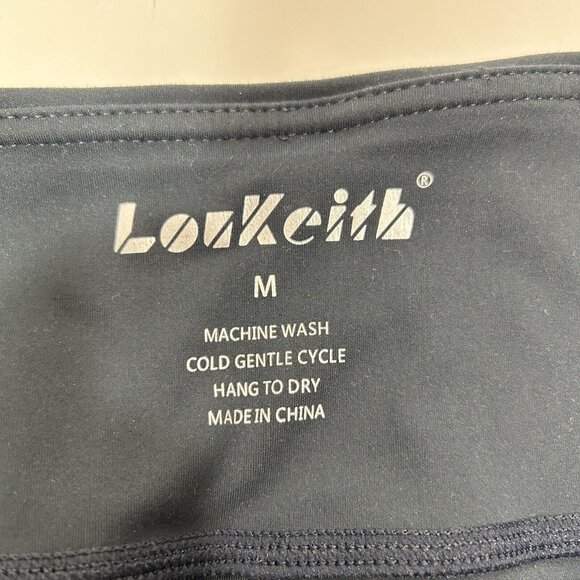 LouKeith®
M
MACHINE WASH
COLD GENTLE CYCLE
HANG TO DRY
MADE IN CHINA